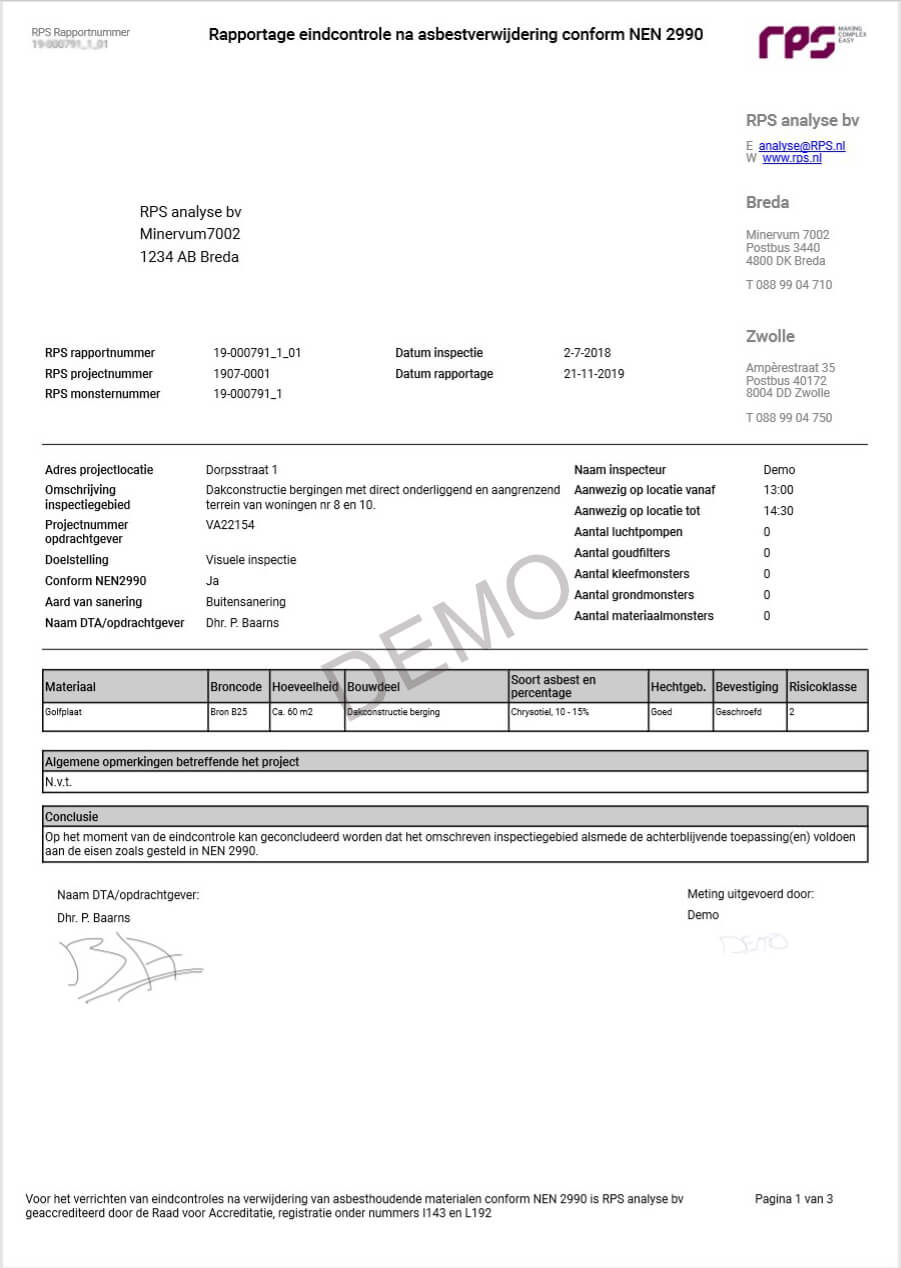 RPS Rapportnummer
19-000791_1_01
Rapportage eindcontrole na asbestverwijdering conform NEN 2990
rps MAKING
COMPLEX
EASY
RPS analyse bv
E analyse@RPS.nl
W www.rps.nl
Breda
Minervum 7002
Postbus 3440
4800 DK Breda
T 088 99 04 710
Zwolle
Ampèrestraat 35
Postbus 40172
8004 DD Zwolle
T 088 99 04 750
RPS analyse bv
Minervum7002
1234 AB Breda
RPS rapportnummer 19-000791_1_01 Datum inspectie 2-7-2018
RPS projectnummer 1907-0001 Datum rapportage 21-11-2019
RPS monsternummer 19-000791_1
Adres projectlocatie Dorpsstraat 1
Omschrijving inspectiegebied Dakconstructie bergingen met direct onderliggend en aangrenzend
terrein van woningen nr 8 en 10.
Projectnummer opdrachtgever VA22154
Doelstelling Visuele inspectie
Conform NEN2990 Ja
Aard van sanering Buitensanering
Naam DTA/opdrachtgever Dhr. P. Baarns
Naam inspecteur Demo
Aanwezig op locatie vanaf 13:00
Aanwezig op locatie tot 14:30
Aantal luchtpompen 0
Aantal goudfilters 0
Aantal kleefmonsters 0
Aantal grondmonsters 0
Aantal materiaalmonsters 0
DEMO
Materiaal Broncode Hoeveelheid Bouwdeel Soort asbest en percentage Hechtgeb. Bevestiging Risicoklasse
Golfplaat Bron B25 Ca. 60 m2 Dakconstructie berging Chrysotiel, 10 - 15% Goed Geschroefd 2
Algemene opmerkingen betreffende het project
N.v.t.
Conclusie
Op het moment van de eindcontrole kan geconcludeerd worden dat het omschreven inspectiegebied alsmede de achterblijvende toepassing(en) voldoen
aan de eisen zoals gesteld in NEN 2990.
Naam DTA/opdrachtgever:
Dhr. P. Baarns
Meting uitgevoerd door:
Demo
DEMO
Voor het verrichten van eindcontroles na verwijdering van asbesthoudende materialen conform NEN 2990 is RPS analyse bv
geaccrediteerd door de Raad voor Accreditatie, registratie onder nummers I143 en L192
Pagina 1 van 3